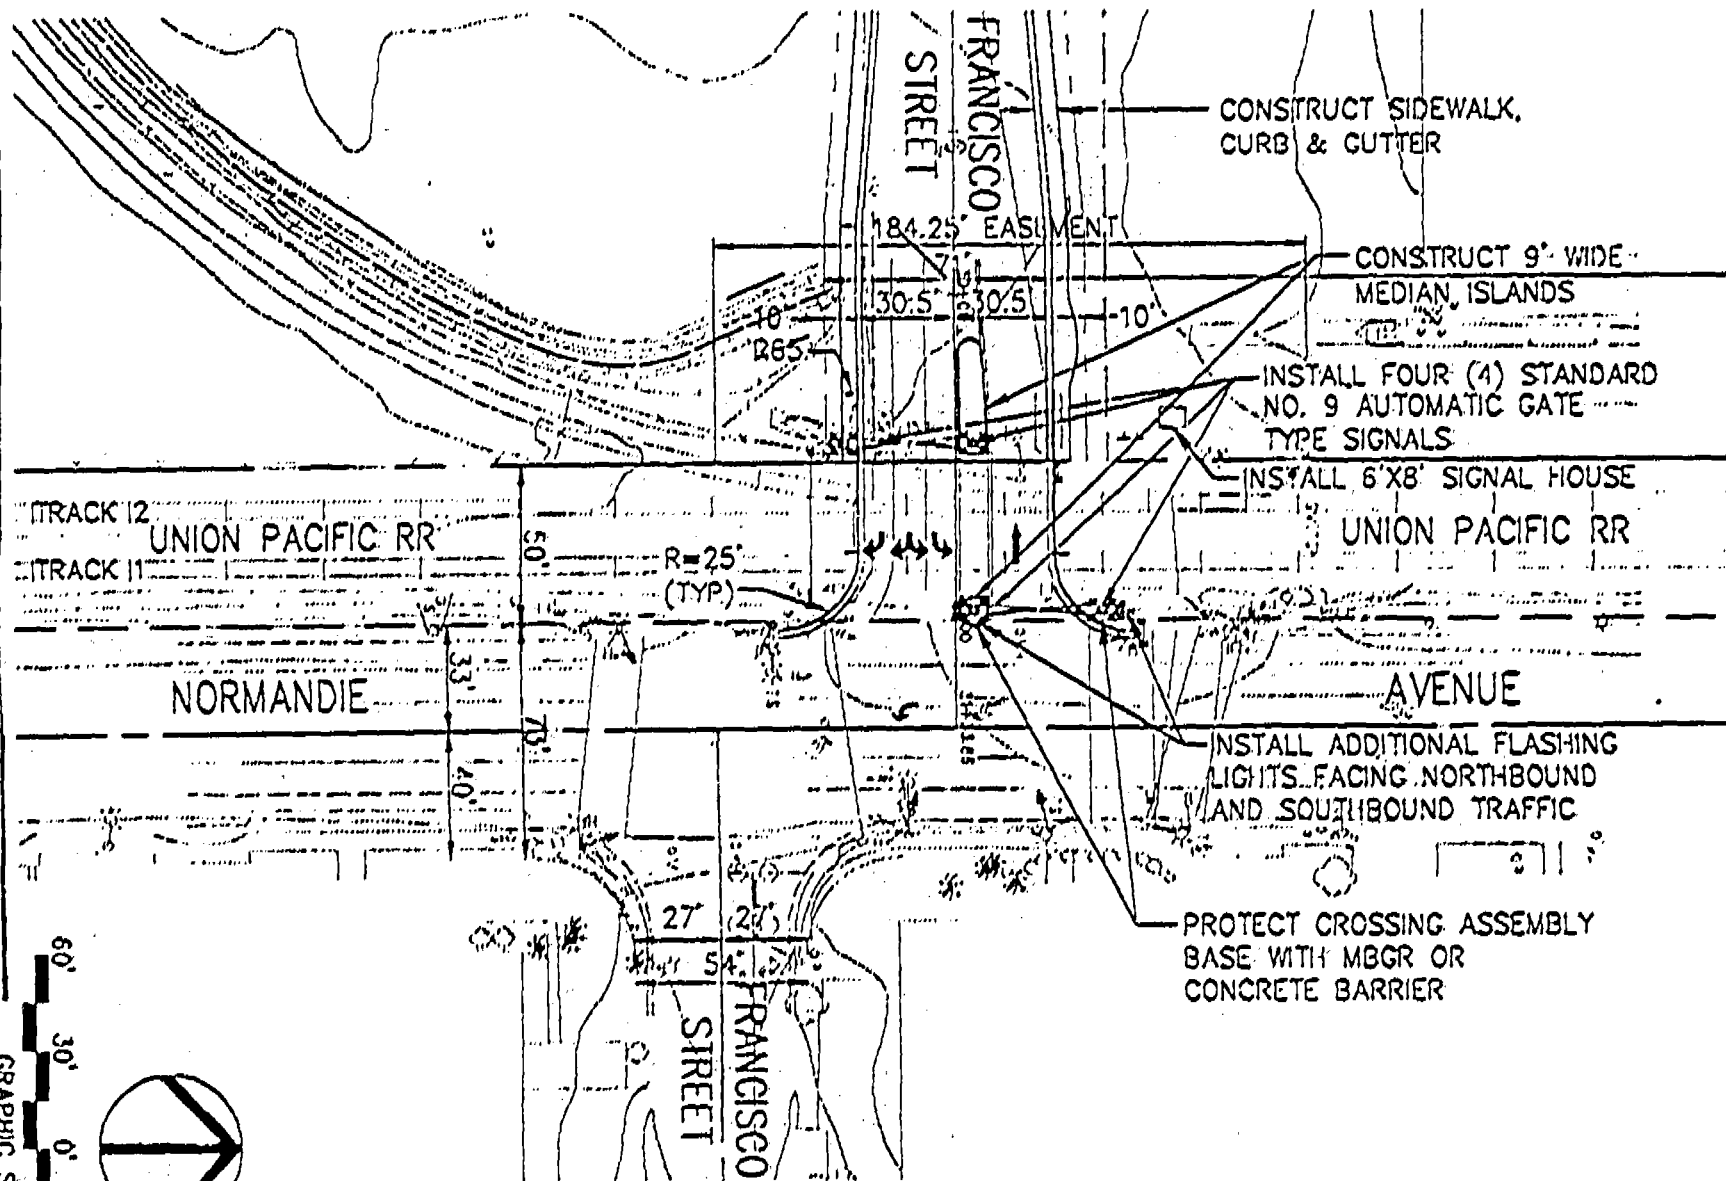 FRANCISCO
STREET
CONSTRUCT SIDEWALK,
CURB & GUTTER
184.25' EASEMENT
71'
30.5' 30.5'
10' 10'
CONSTRUCT 9' WIDE
MEDIAN ISLANDS
INSTALL FOUR (4) STANDARD
NO. 9 AUTOMATIC GATE
TYPE SIGNALS
INSTALL 6'X8' SIGNAL HOUSE
TRACK 12
UNION PACIFIC RR
UNION PACIFIC RR
TRACK 11
50'
R=25'
(TYP)
33'
NORMANDIE
AVENUE
73'
40'
INSTALL ADDITIONAL FLASHING
LIGHTS FACING NORTHBOUND
AND SOUTHBOUND TRAFFIC
27' (27')
54'
PROTECT CROSSING ASSEMBLY
BASE WITH MBGR OR
CONCRETE BARRIER
FRANCISCO
STREET
60'
30'
0'
GRAPHIC S